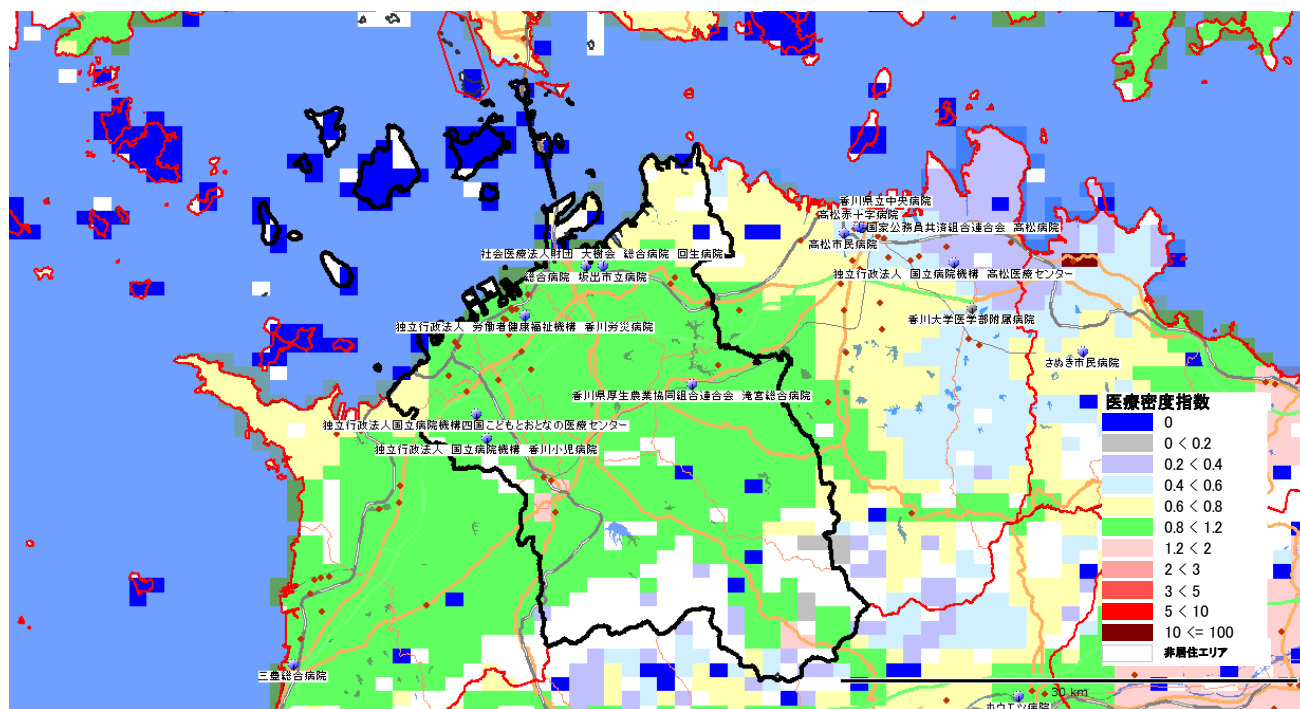 香川県立中央病院
高松赤十字病院
国家公務員共済組合連合会 高松病院
高松市民病院
社会医療法人財団 大樹会 総合病院 回生病院
総合病院 坂出市立病院
独立行政法人 国立病院機構 高松医療センター
香川大学医学部附属病院
独立行政法人 労働者健康福祉機構 香川労災病院
さぬき市民病院
香川県厚生農業協同組合連合会 滝宮総合病院
独立行政法人国立病院機構四国こどもとおとなの医療センター
独立行政法人 国立病院機構 香川小児病院
三豊総合病院
ホウエツ病院
医療密度指数
0
0 < 0.2
0.2 < 0.4
0.4 < 0.6
0.6 < 0.8
0.8 < 1.2
1.2 < 2
2 < 3
3 < 5
5 < 10
10 <= 100
非居住エリア
30 km